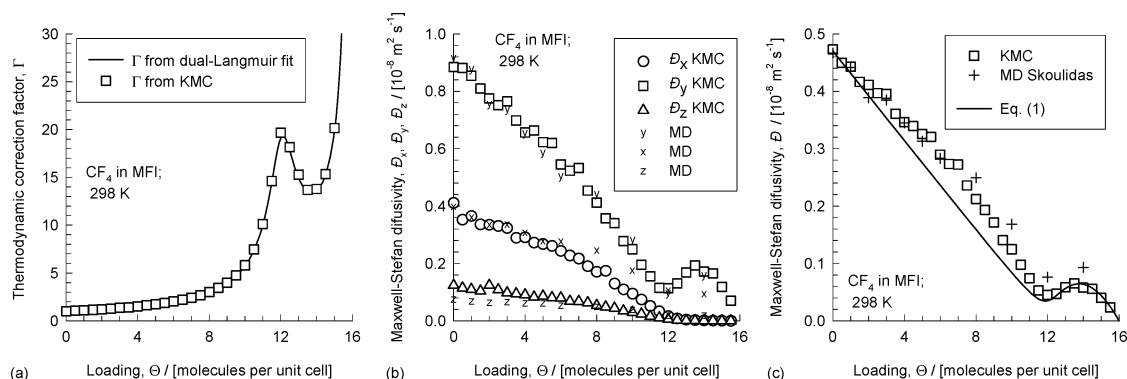 Thermodynamic correction factor, Γ
30
25
20
15
10
5
0
Γ from dual-Langmuir fit
Γ from KMC
CF4 in MFI;
298 K
0 4 8 12 16
(a) Loading, Θ / [molecules per unit cell]
Maxwell-Stefan difusivity, Đx, Đy, Đz / [10-8 m2 s-1]
1.0
0.8
0.6
0.4
0.2
0.0
CF4 in MFI;
298 K
Đx KMC
Đy KMC
Đz KMC
y MD
x MD
z MD
0 4 8 12 16
(b) Loading, Θ / [molecules per unit cell]
Maxwell-Stefan difusivity, Đ / [10-8 m2 s-1]
0.5
0.4
0.3
0.2
0.1
0.0
KMC
MD Skoulidas
Eq. (1)
CF4 in MFI;
298 K
0 4 8 12 16
(c) Loading, Θ / [molecules per unit cell]